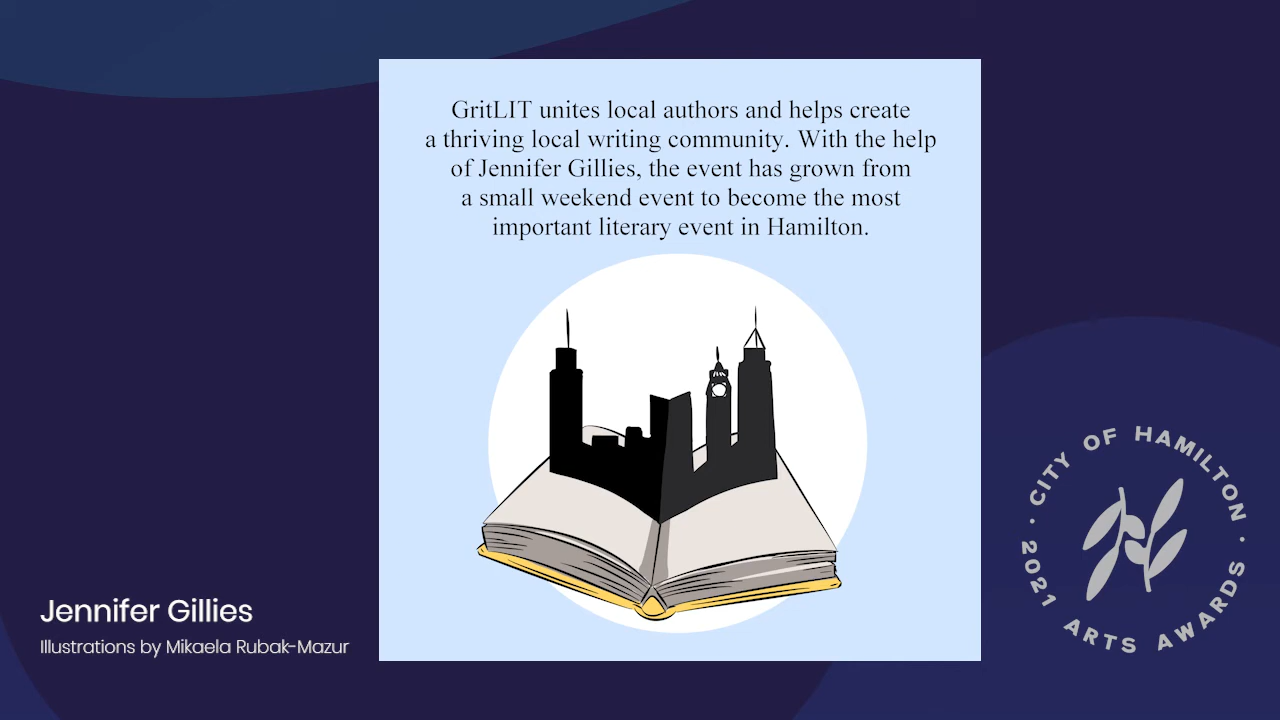 GritLIT unites local authors and helps create
a thriving local writing community. With the help
of Jennifer Gillies, the event has grown from
a small weekend event to become the most
important literary event in Hamilton.
Jennifer Gillies
Illustrations by Mikaela Rubak-Mazur
· CITY OF HAMILTON ·
2021 ARTS AWARDS